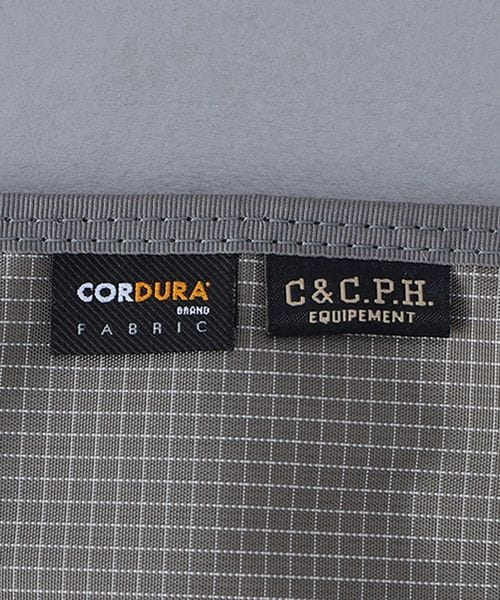 CORDURA
BRAND
FABRIC
C & C.P.H.
EQUIPEMENT